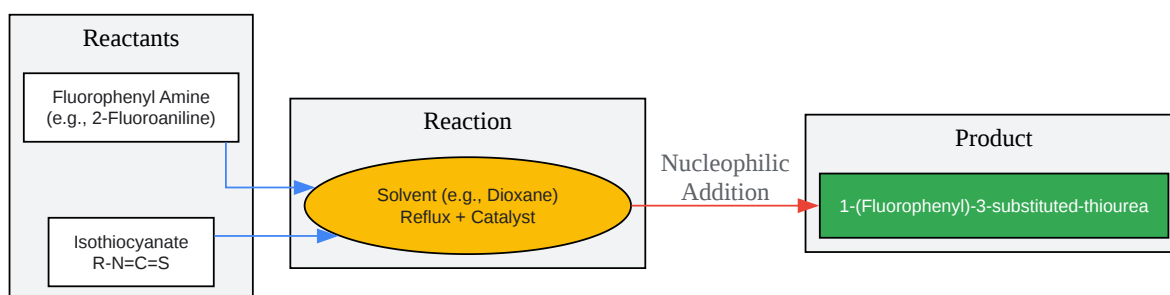 Reactants
Fluorophenyl Amine
(e.g., 2-Fluoroaniline)
Isothiocyanate
R-N=C=S
Reaction
Solvent (e.g., Dioxane)
Reflux + Catalyst
Nucleophilic
Addition
Product
1-(Fluorophenyl)-3-substituted-thiourea